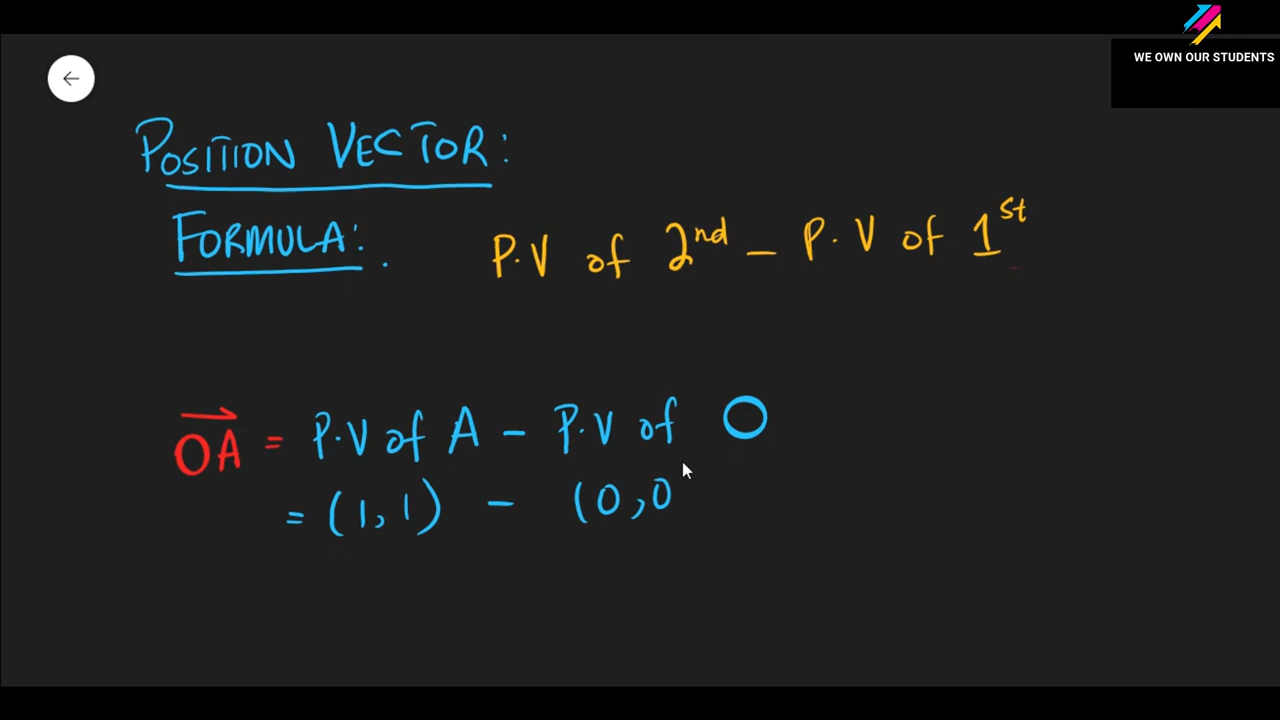 WE OWN OUR STUDENTS
POSITION VECTOR:
FORMULA: P.V of 2nd - P.V of 1st
OA = P.V of A - P.V of O
= (1,1) - (0,0